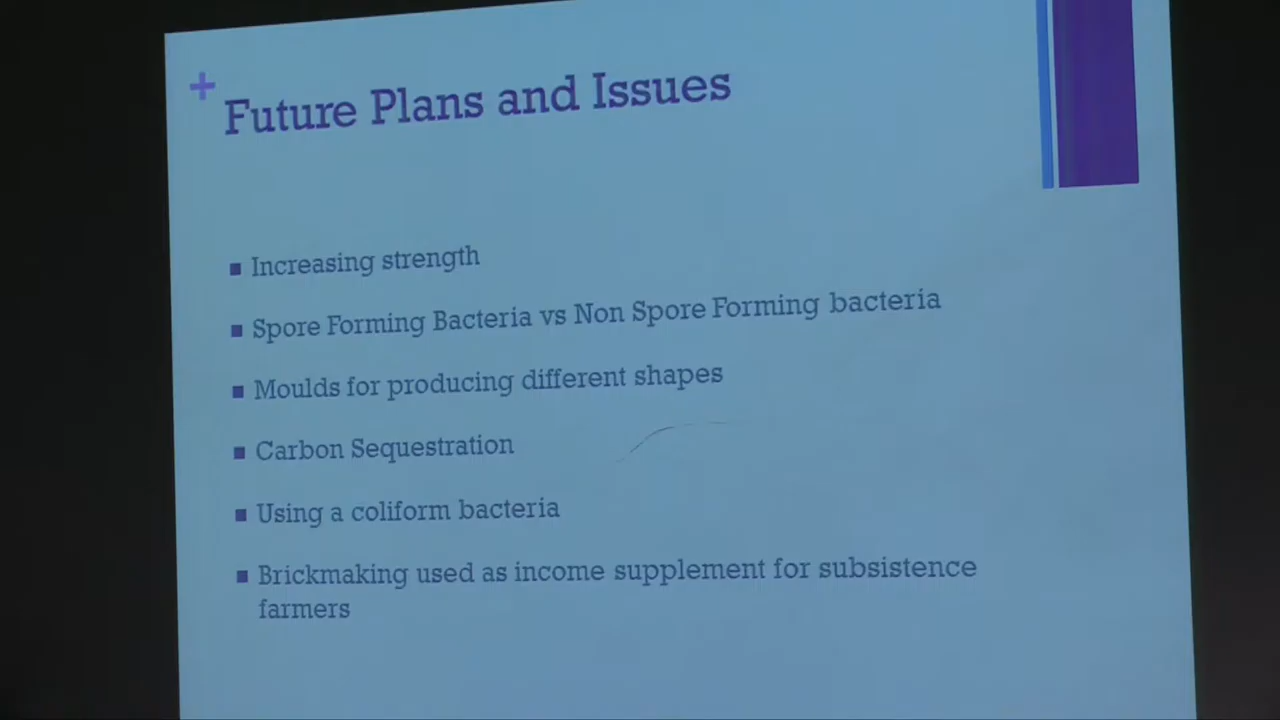 +
Future Plans and Issues
Increasing strength
Spore Forming Bacteria vs Non Spore Forming bacteria
Moulds for producing different shapes
Carbon Sequestration
Using a coliform bacteria
Brickmaking used as income supplement for subsistence
farmers